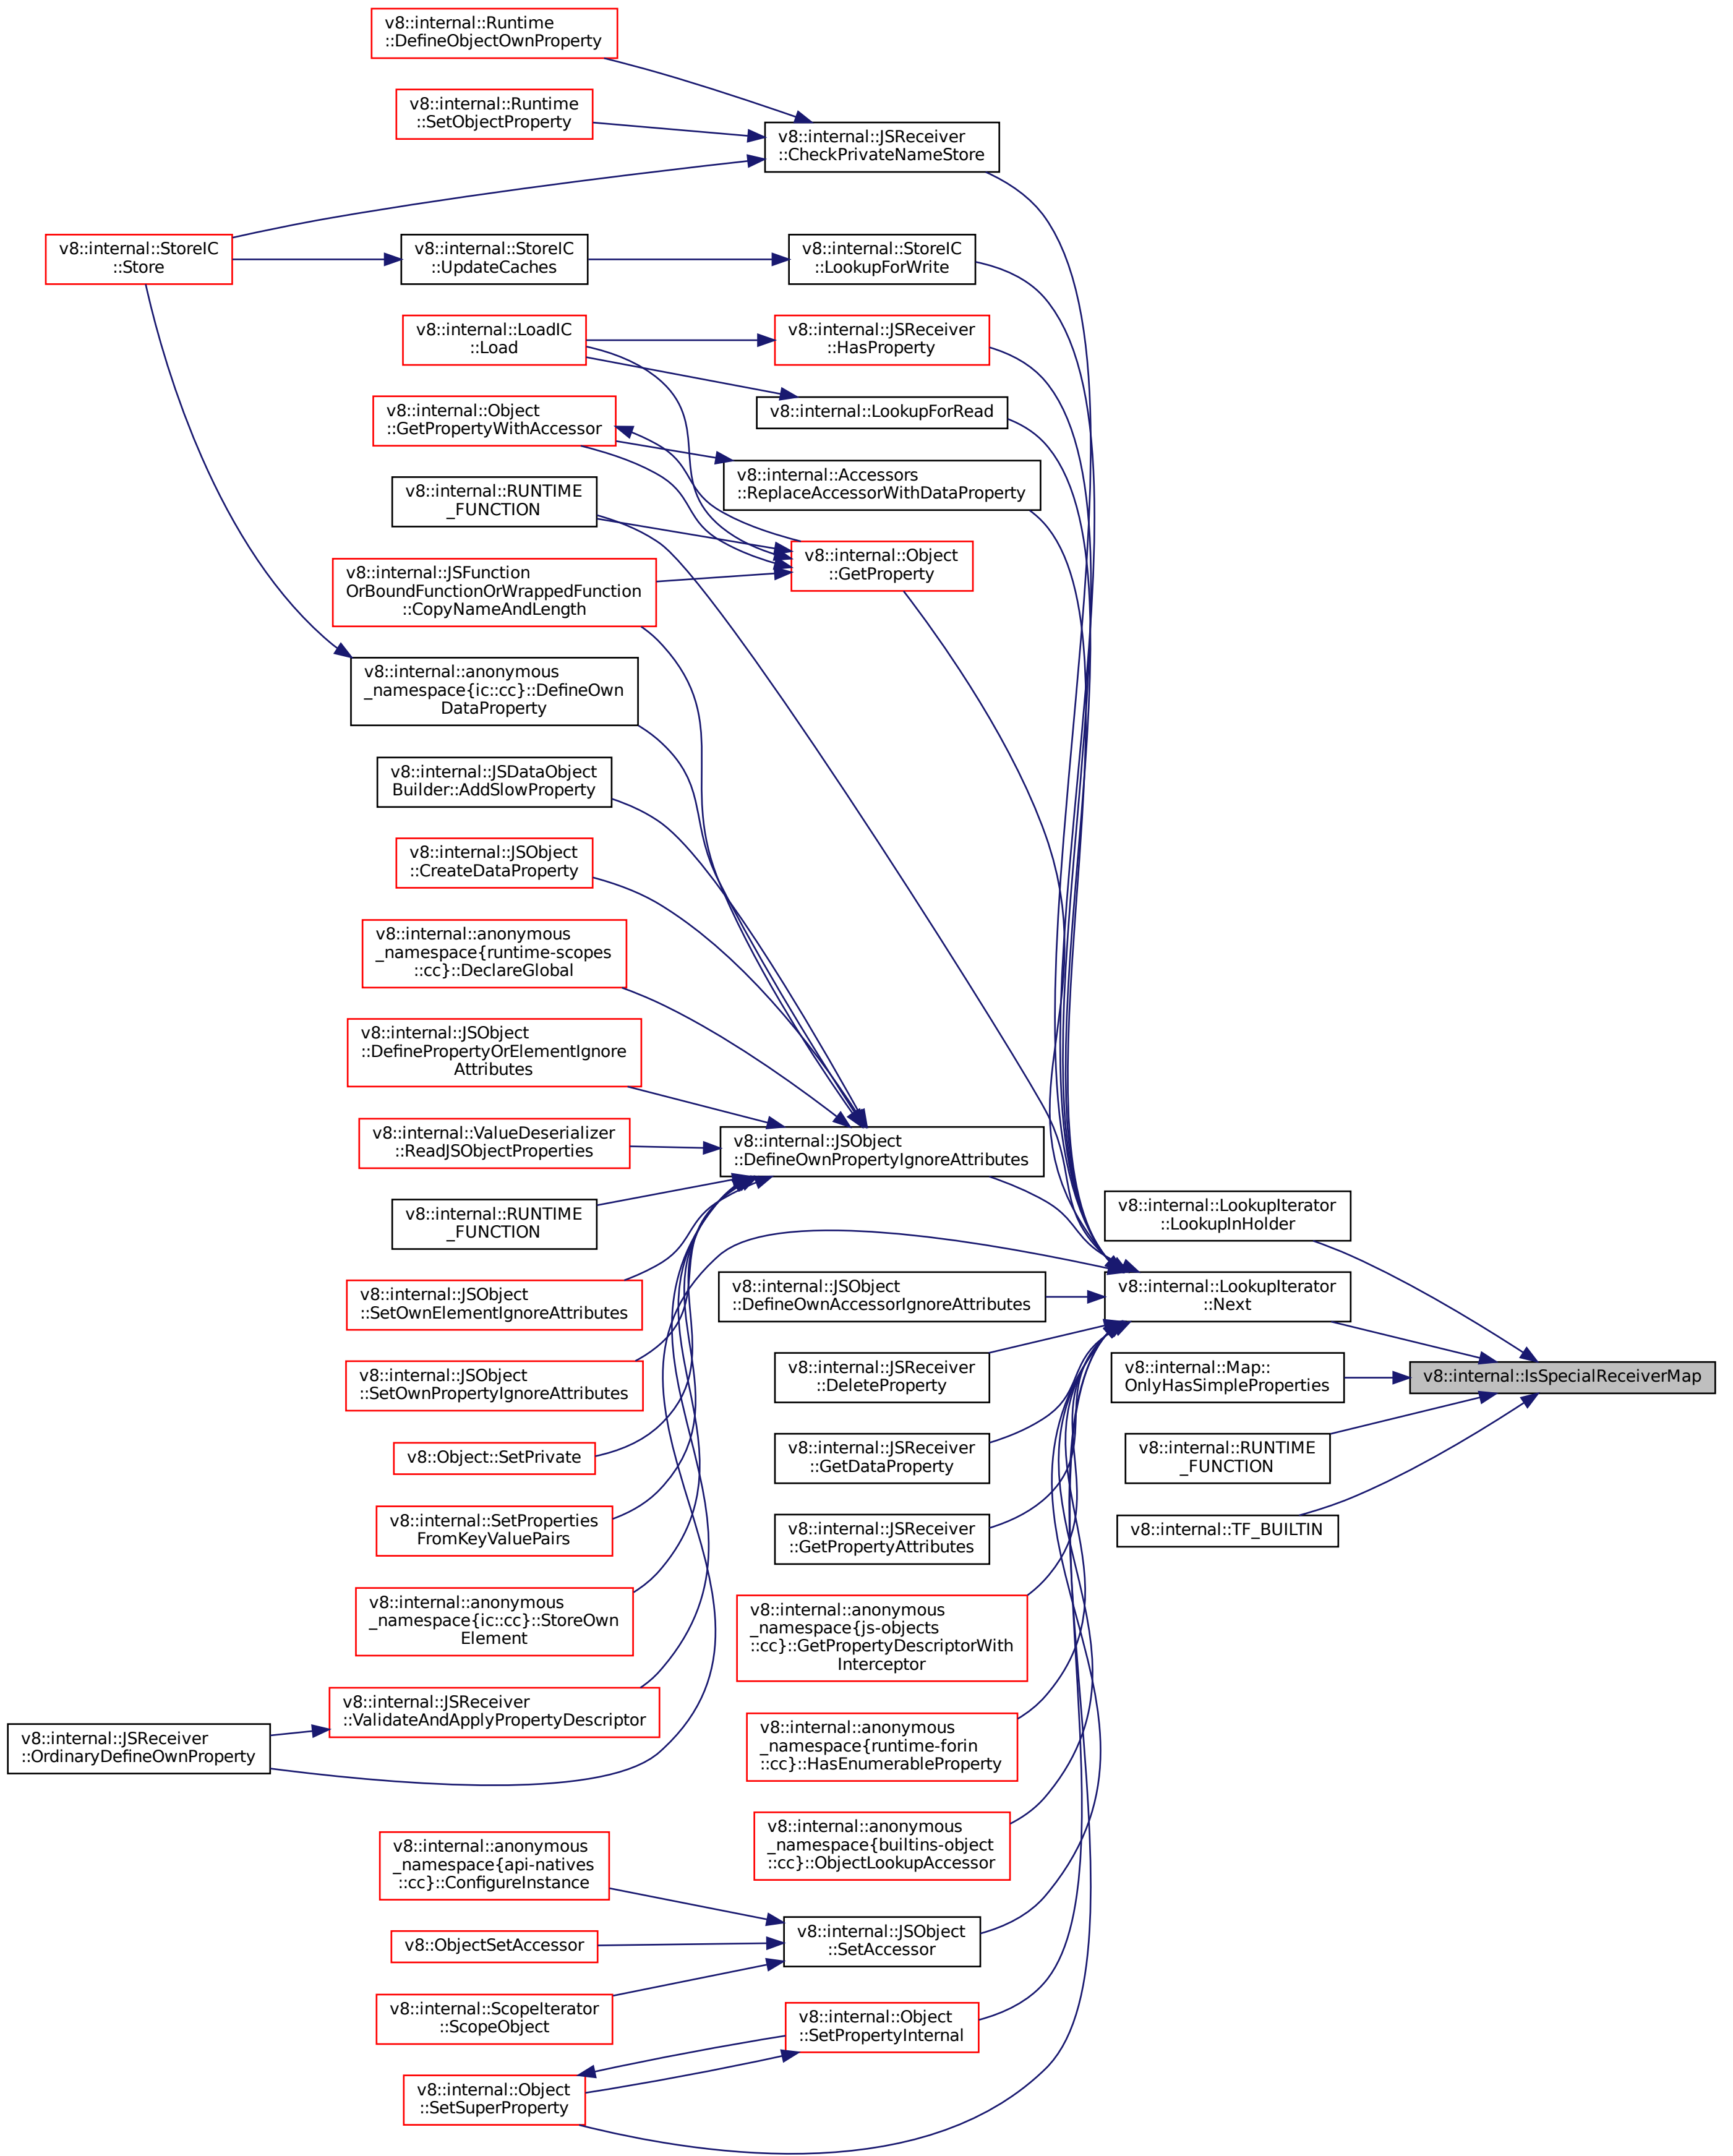 v8::internal::Runtime
::DefineObjectOwnProperty
v8::internal::Runtime
::SetObjectProperty
v8::internal::JSReceiver
::CheckPrivateNameStore
v8::internal::StoreIC
::Store
v8::internal::StoreIC
::UpdateCaches
v8::internal::StoreIC
::LookupForWrite
v8::internal::LoadIC
::Load
v8::internal::JSReceiver
::HasProperty
v8::internal::LookupForRead
v8::internal::Object
::GetPropertyWithAccessor
v8::internal::Accessors
::ReplaceAccessorWithDataProperty
v8::internal::RUNTIME
_FUNCTION
v8::internal::Object
::GetProperty
v8::internal::JSFunction
OrBoundFunctionOrWrappedFunction
::CopyNameAndLength
v8::internal::anonymous
_namespace{ic::cc}::DefineOwn
DataProperty
v8::internal::JSDataObject
Builder::AddSlowProperty
v8::internal::JSObject
::CreateDataProperty
v8::internal::anonymous
_namespace{runtime-scopes
::cc}::DeclareGlobal
v8::internal::JSObject
::DefinePropertyOrElementIgnore
Attributes
v8::internal::ValueDeserializer
::ReadJSObjectProperties
v8::internal::JSObject
::DefineOwnPropertyIgnoreAttributes
v8::internal::RUNTIME
_FUNCTION
v8::internal::LookupIterator
::LookupInHolder
v8::internal::JSObject
::SetOwnElementIgnoreAttributes
v8::internal::JSObject
::DefineOwnAccessorIgnoreAttributes
v8::internal::LookupIterator
::Next
v8::internal::JSObject
::SetOwnPropertyIgnoreAttributes
v8::internal::JSReceiver
::DeleteProperty
v8::internal::Map::
OnlyHasSimpleProperties
v8::internal::IsSpecialReceiverMap
v8::Object::SetPrivate
v8::internal::JSReceiver
::GetDataProperty
v8::internal::RUNTIME
_FUNCTION
v8::internal::SetProperties
FromKeyValuePairs
v8::internal::JSReceiver
::GetPropertyAttributes
v8::internal::TF_BUILTIN
v8::internal::anonymous
_namespace{ic::cc}::StoreOwn
Element
v8::internal::anonymous
_namespace{js-objects
::cc}::GetPropertyDescriptorWith
Interceptor
v8::internal::JSReceiver
::ValidateAndApplyPropertyDescriptor
v8::internal::JSReceiver
::OrdinaryDefineOwnProperty
v8::internal::anonymous
_namespace{runtime-forin
::cc}::HasEnumerableProperty
v8::internal::anonymous
_namespace{builtins-object
::cc}::ObjectLookupAccessor
v8::internal::anonymous
_namespace{api-natives
::cc}::ConfigureInstance
v8::ObjectSetAccessor
v8::internal::JSObject
::SetAccessor
v8::internal::ScopeIterator
::ScopeObject
v8::internal::Object
::SetPropertyInternal
v8::internal::Object
::SetSuperProperty